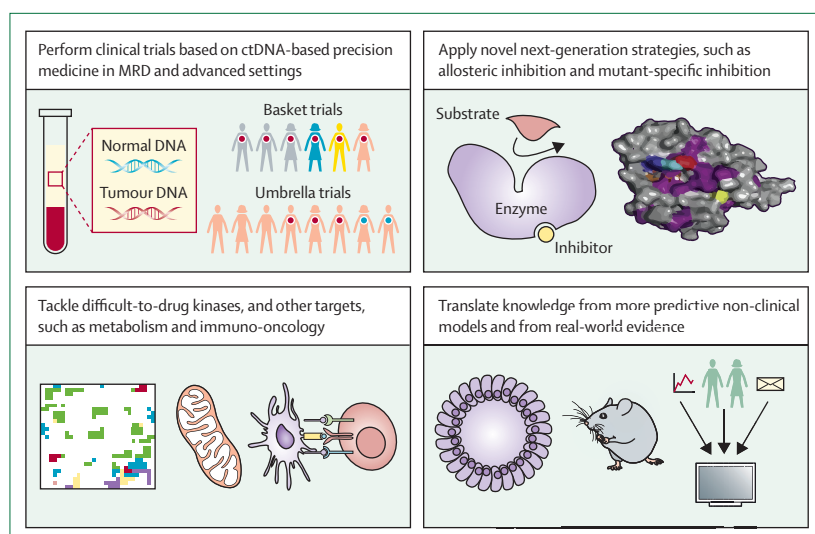 Perform clinical trials based on ctDNA-based precision
medicine in MRD and advanced settings
Normal DNA
Tumour DNA
Basket trials
Umbrella trials
Apply novel next-generation strategies, such as
allosteric inhibition and mutant-specific inhibition
Substrate
Enzyme
Inhibitor
Tackle difficult-to-drug kinases, and other targets,
such as metabolism and immuno-oncology
Translate knowledge from more predictive non-clinical
models and from real-world evidence